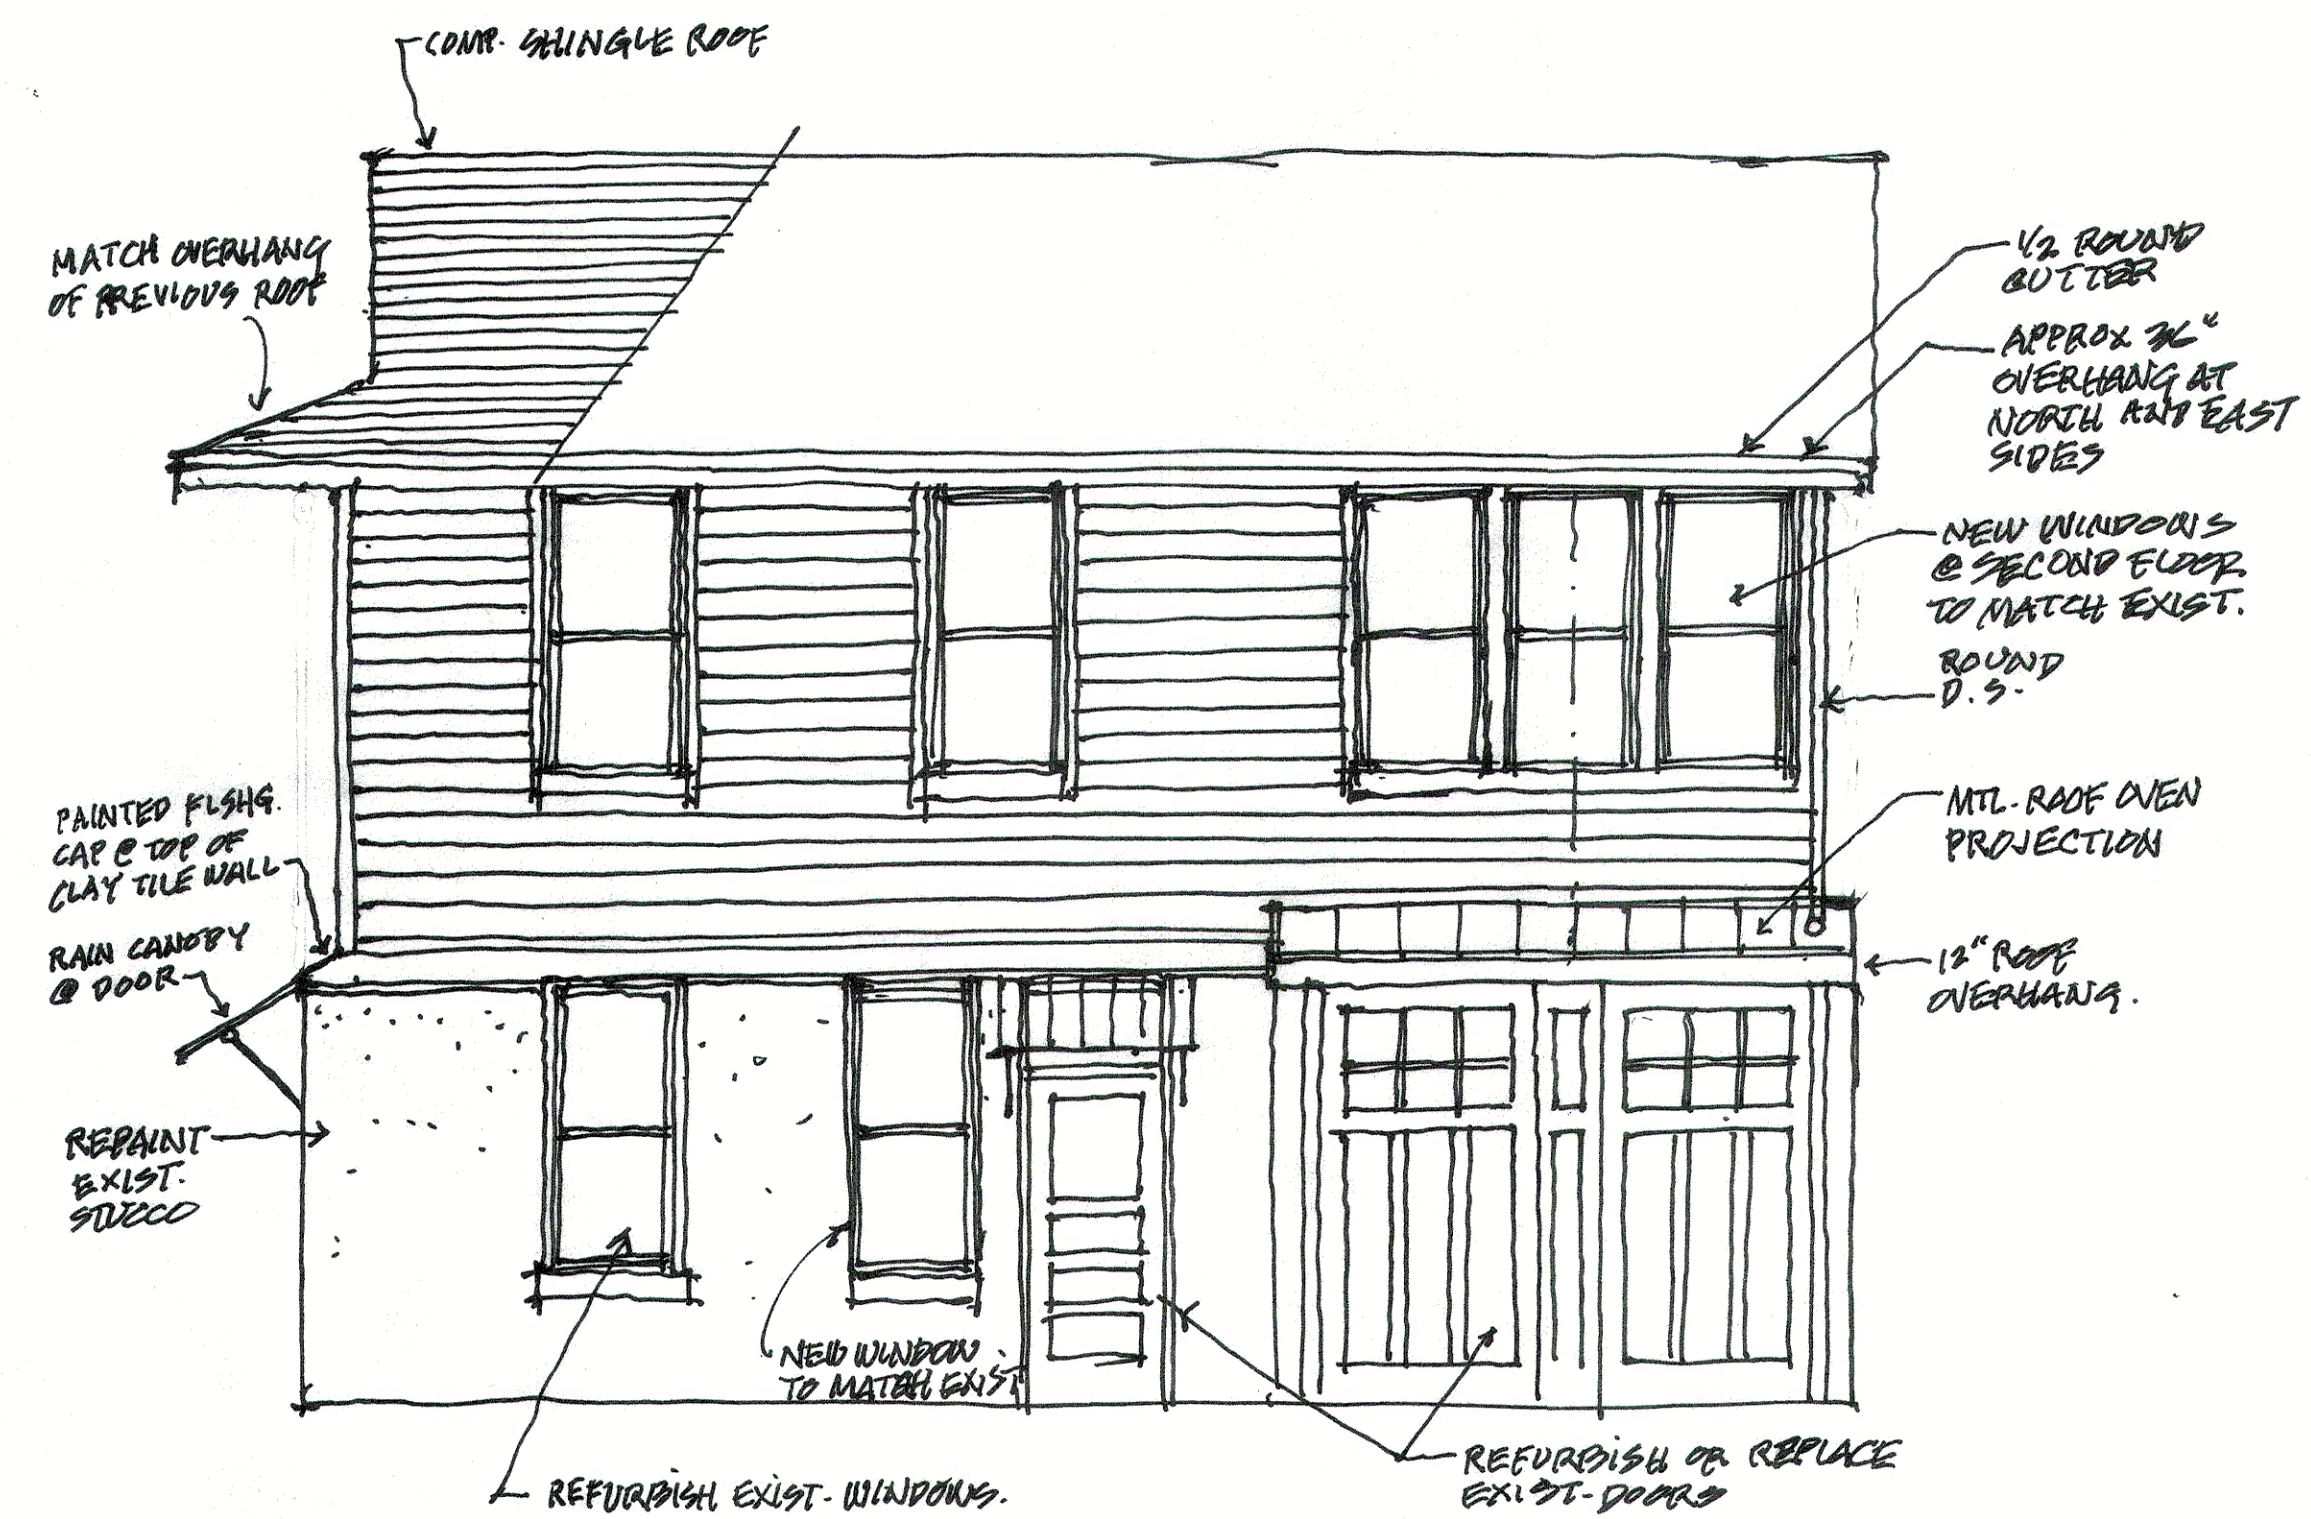 COMP. SHINGLE ROOF
MATCH OVERHANG
OF PREVIOUS ROOF
1/2 ROUND
GUTTER
APPROX 36"
OVERHANG AT
NORTH AND EAST
SIDES
NEW WINDOWS
@ SECOND FLOOR
TO MATCH EXIST.
ROUND
D.S.
PAINTED FLSHG.
CAP @ TOP OF
CLAY TILE WALL
MTL. ROOF OVEN
PROJECTION
RAIN CANOPY
@ DOOR
12" ROOF
OVERHANG.
REPAINT
EXIST.
STUCCO
NEW WINDOW
TO MATCH EXIST
REFURBISH EXIST. WINDOWS.
REFURBISH OR REPLACE
EXIST. DOORS